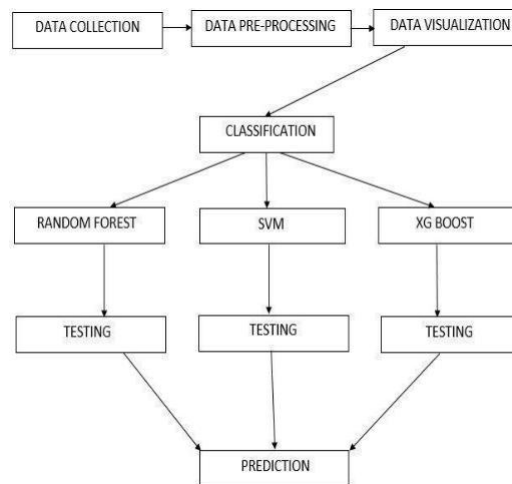 DATA COLLECTION
DATA PRE-PROCESSING
DATA VISUALIZATION
CLASSIFICATION
RANDOM FOREST
SVM
XG BOOST
TESTING
TESTING
TESTING
PREDICTION